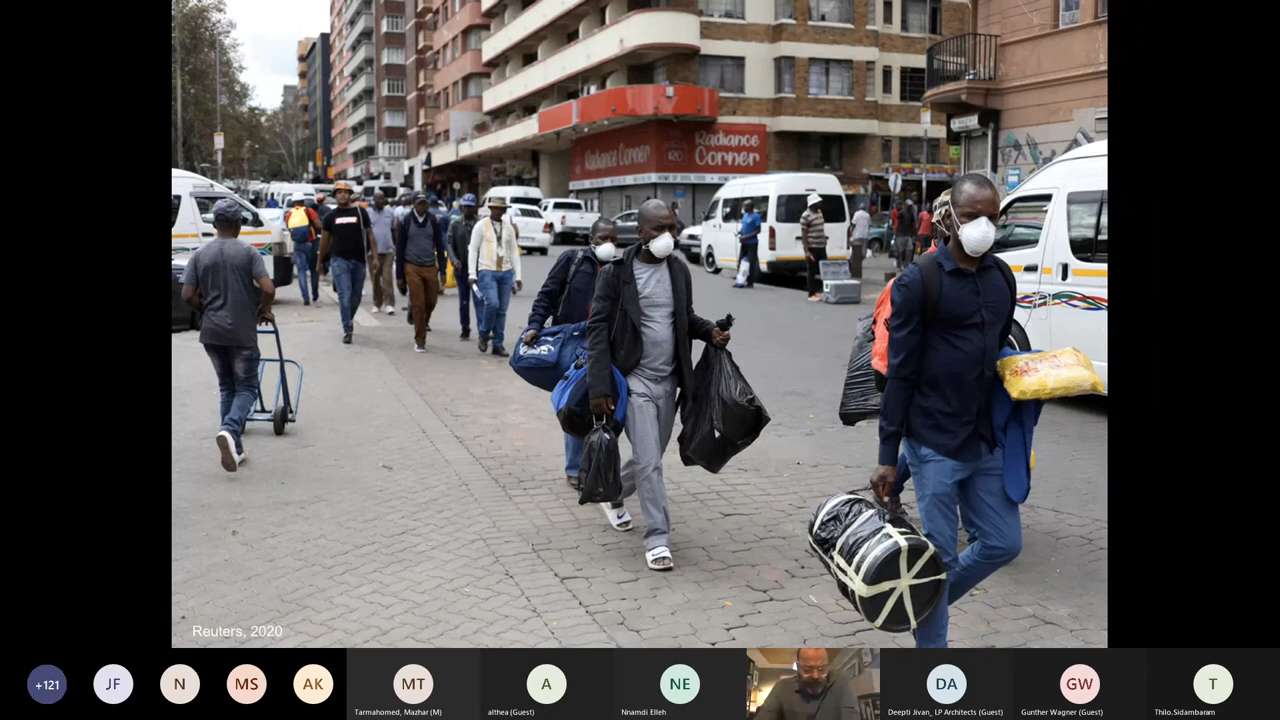 Radiance
Corner
Radiance Corner
Reuters, 2020
+121
JF
N
MS
AK
MT
A
NE
DA
GW
T
Tarmahomed, Mazhar (M)
althea (Guest)
Nnamdi Elleh
Deepti Jivan_ LP Architects (Guest)
Gunther Wagner (Guest)
Thilo.Sidambaram